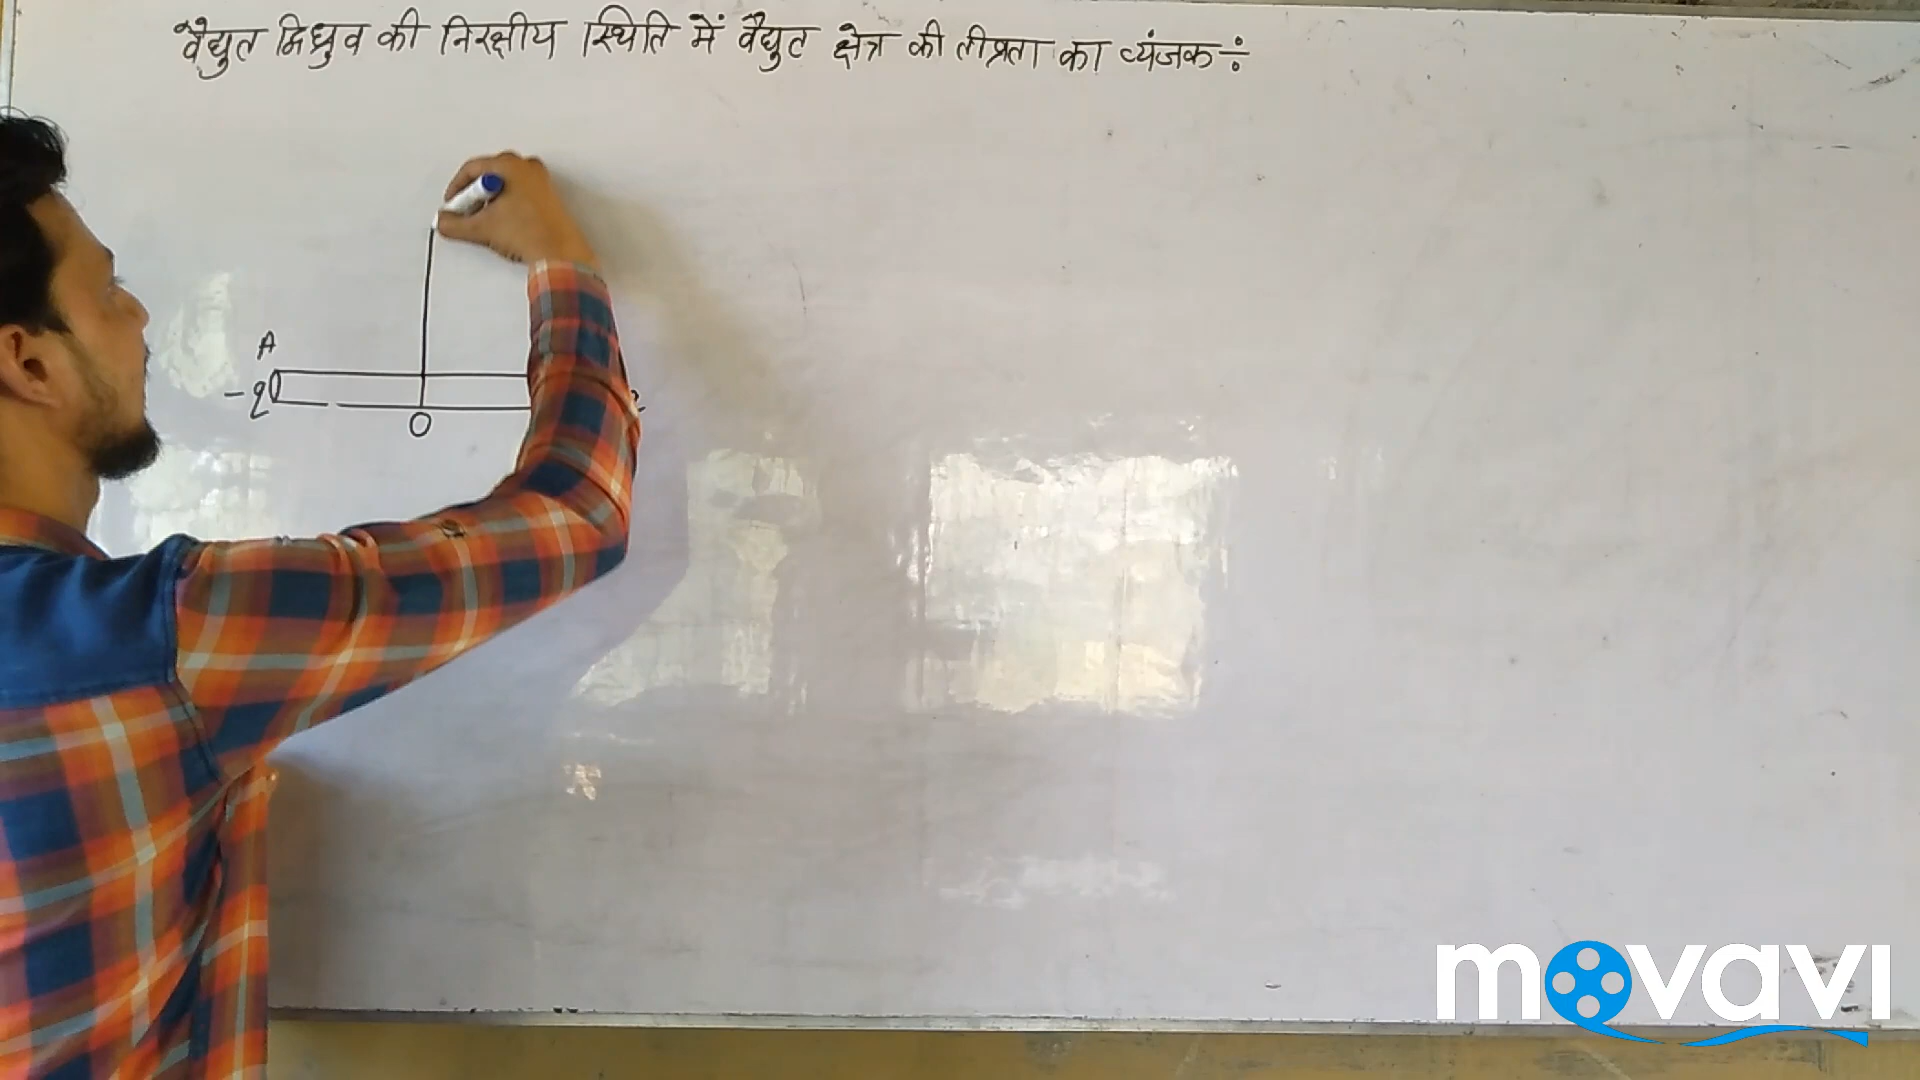 वैद्युत द्विध्रुव की निरक्षीय स्थिति में वैद्युट क्षेत्र की तीव्रता का व्यंजक÷
A
-q
O
movavi